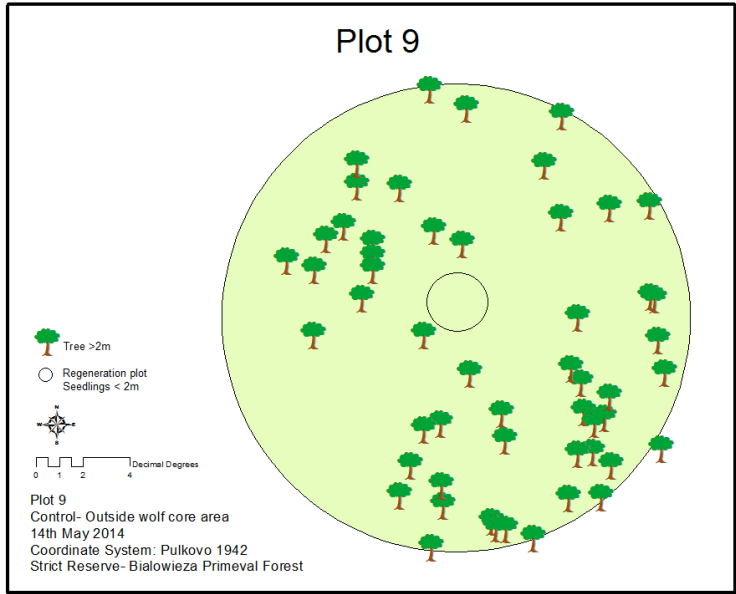 Plot 9
Tree >2m
Regeneration plot
Seedlings < 2m
N
W E
S
0 1 2 4 Decimal Degrees
Plot 9
Control- Outside wolf core area
14th May 2014
Coordinate System: Pulkovo 1942
Strict Reserve- Bialowieza Primeval Forest